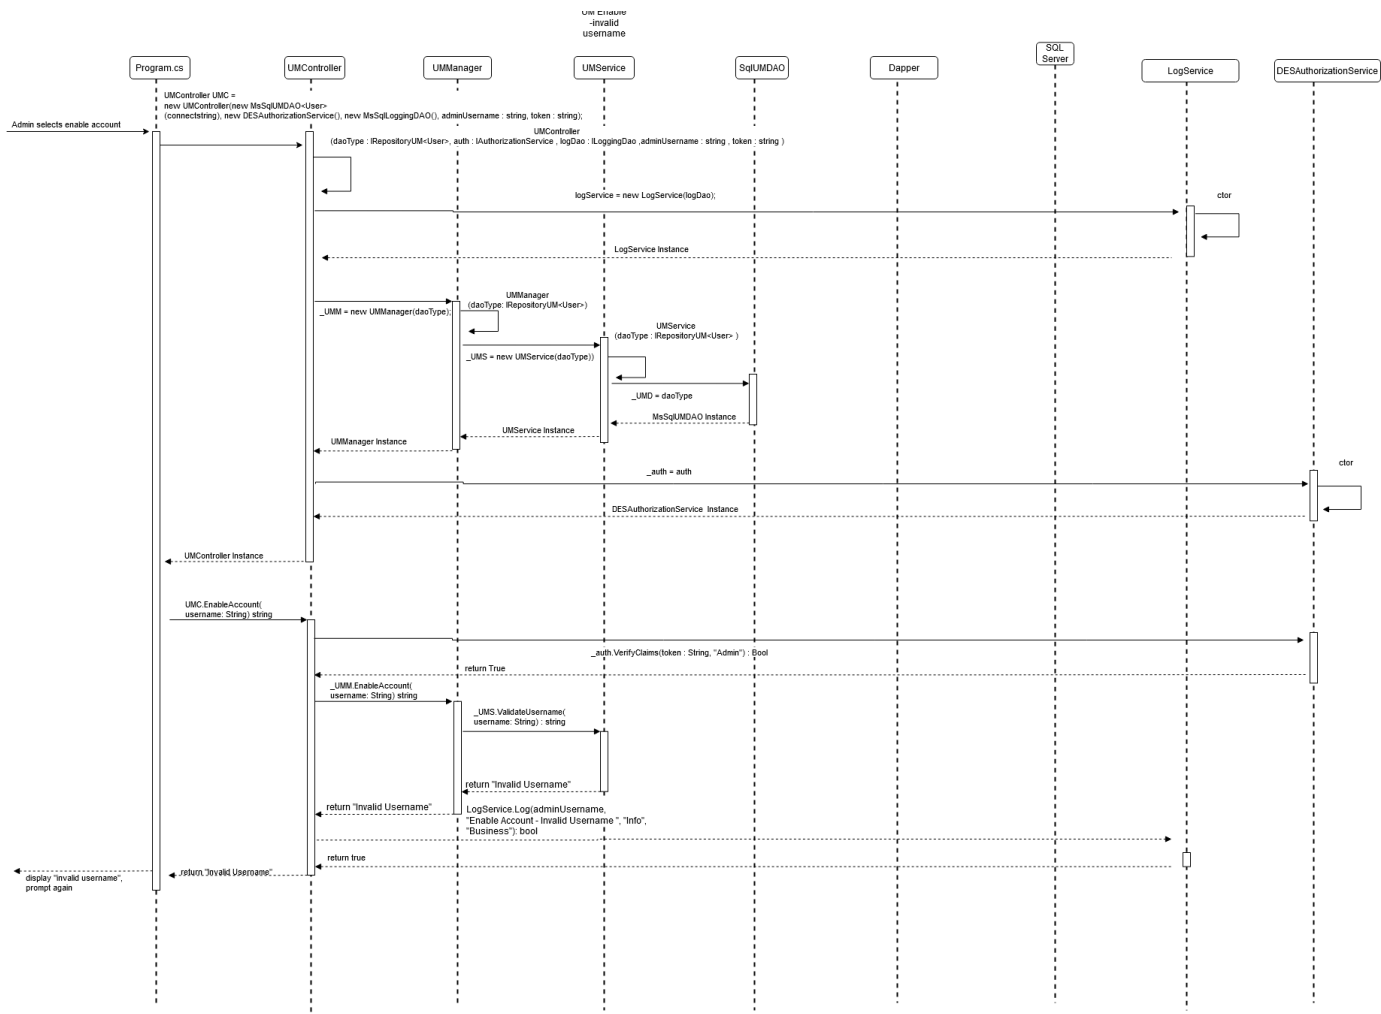 UM Enable
-invalid
username
Program.cs
UMController
UMManager
UMService
SqlUMDAO
Dapper
SQL
Server
LogService
DESAuthorizationService
UMController UMC =
new UMController(new MsSqlUMDAO<User>
(connectstring), new DESAuthorizationService(), new MsSqlLoggingDAO(), adminUsername : string, token : string);
Admin selects enable account
UMController
(daoType : IRepositoryUM<User>, auth : IAuthorizationService , logDao : ILoggingDao ,adminUsername : string , token : string )
logService = new LogService(logDao);
ctor
LogService Instance
UMManager
(daoType: IRepositoryUM<User>)
_UMM = new UMManager(daoType);
UMService
(daoType : IRepositoryUM<User> )
_UMS = new UMService(daoType))
_UMD = daoType
MsSqlUMDAO Instance
UMService Instance
UMManager Instance
_auth = auth
ctor
DESAuthorizationService Instance
UMController Instance
UMC.EnableAccount(
username: String) string
_auth.VerifyClaims(token : String, "Admin") : Bool
return True
_UMM.EnableAccount(
username: String) string
_UMS.ValidateUsername(
username: String) : string
return "Invalid Username"
return "Invalid Username"
LogService.Log(adminUsername,
"Enable Account - Invalid Username ", "Info",
"Business"): bool
return true
return "Invalid Username"
display "invalid username",
prompt again